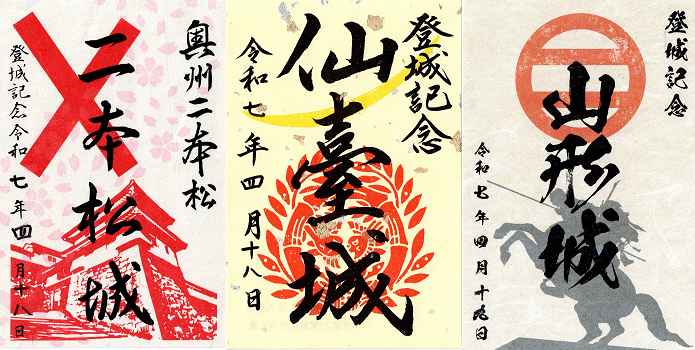 奥州二本松
二本松城
登城記念令和七年四月十八日
登城記念
仙臺城
令和七年四月十八日
登城記念
山形城
令和七年四月十九日